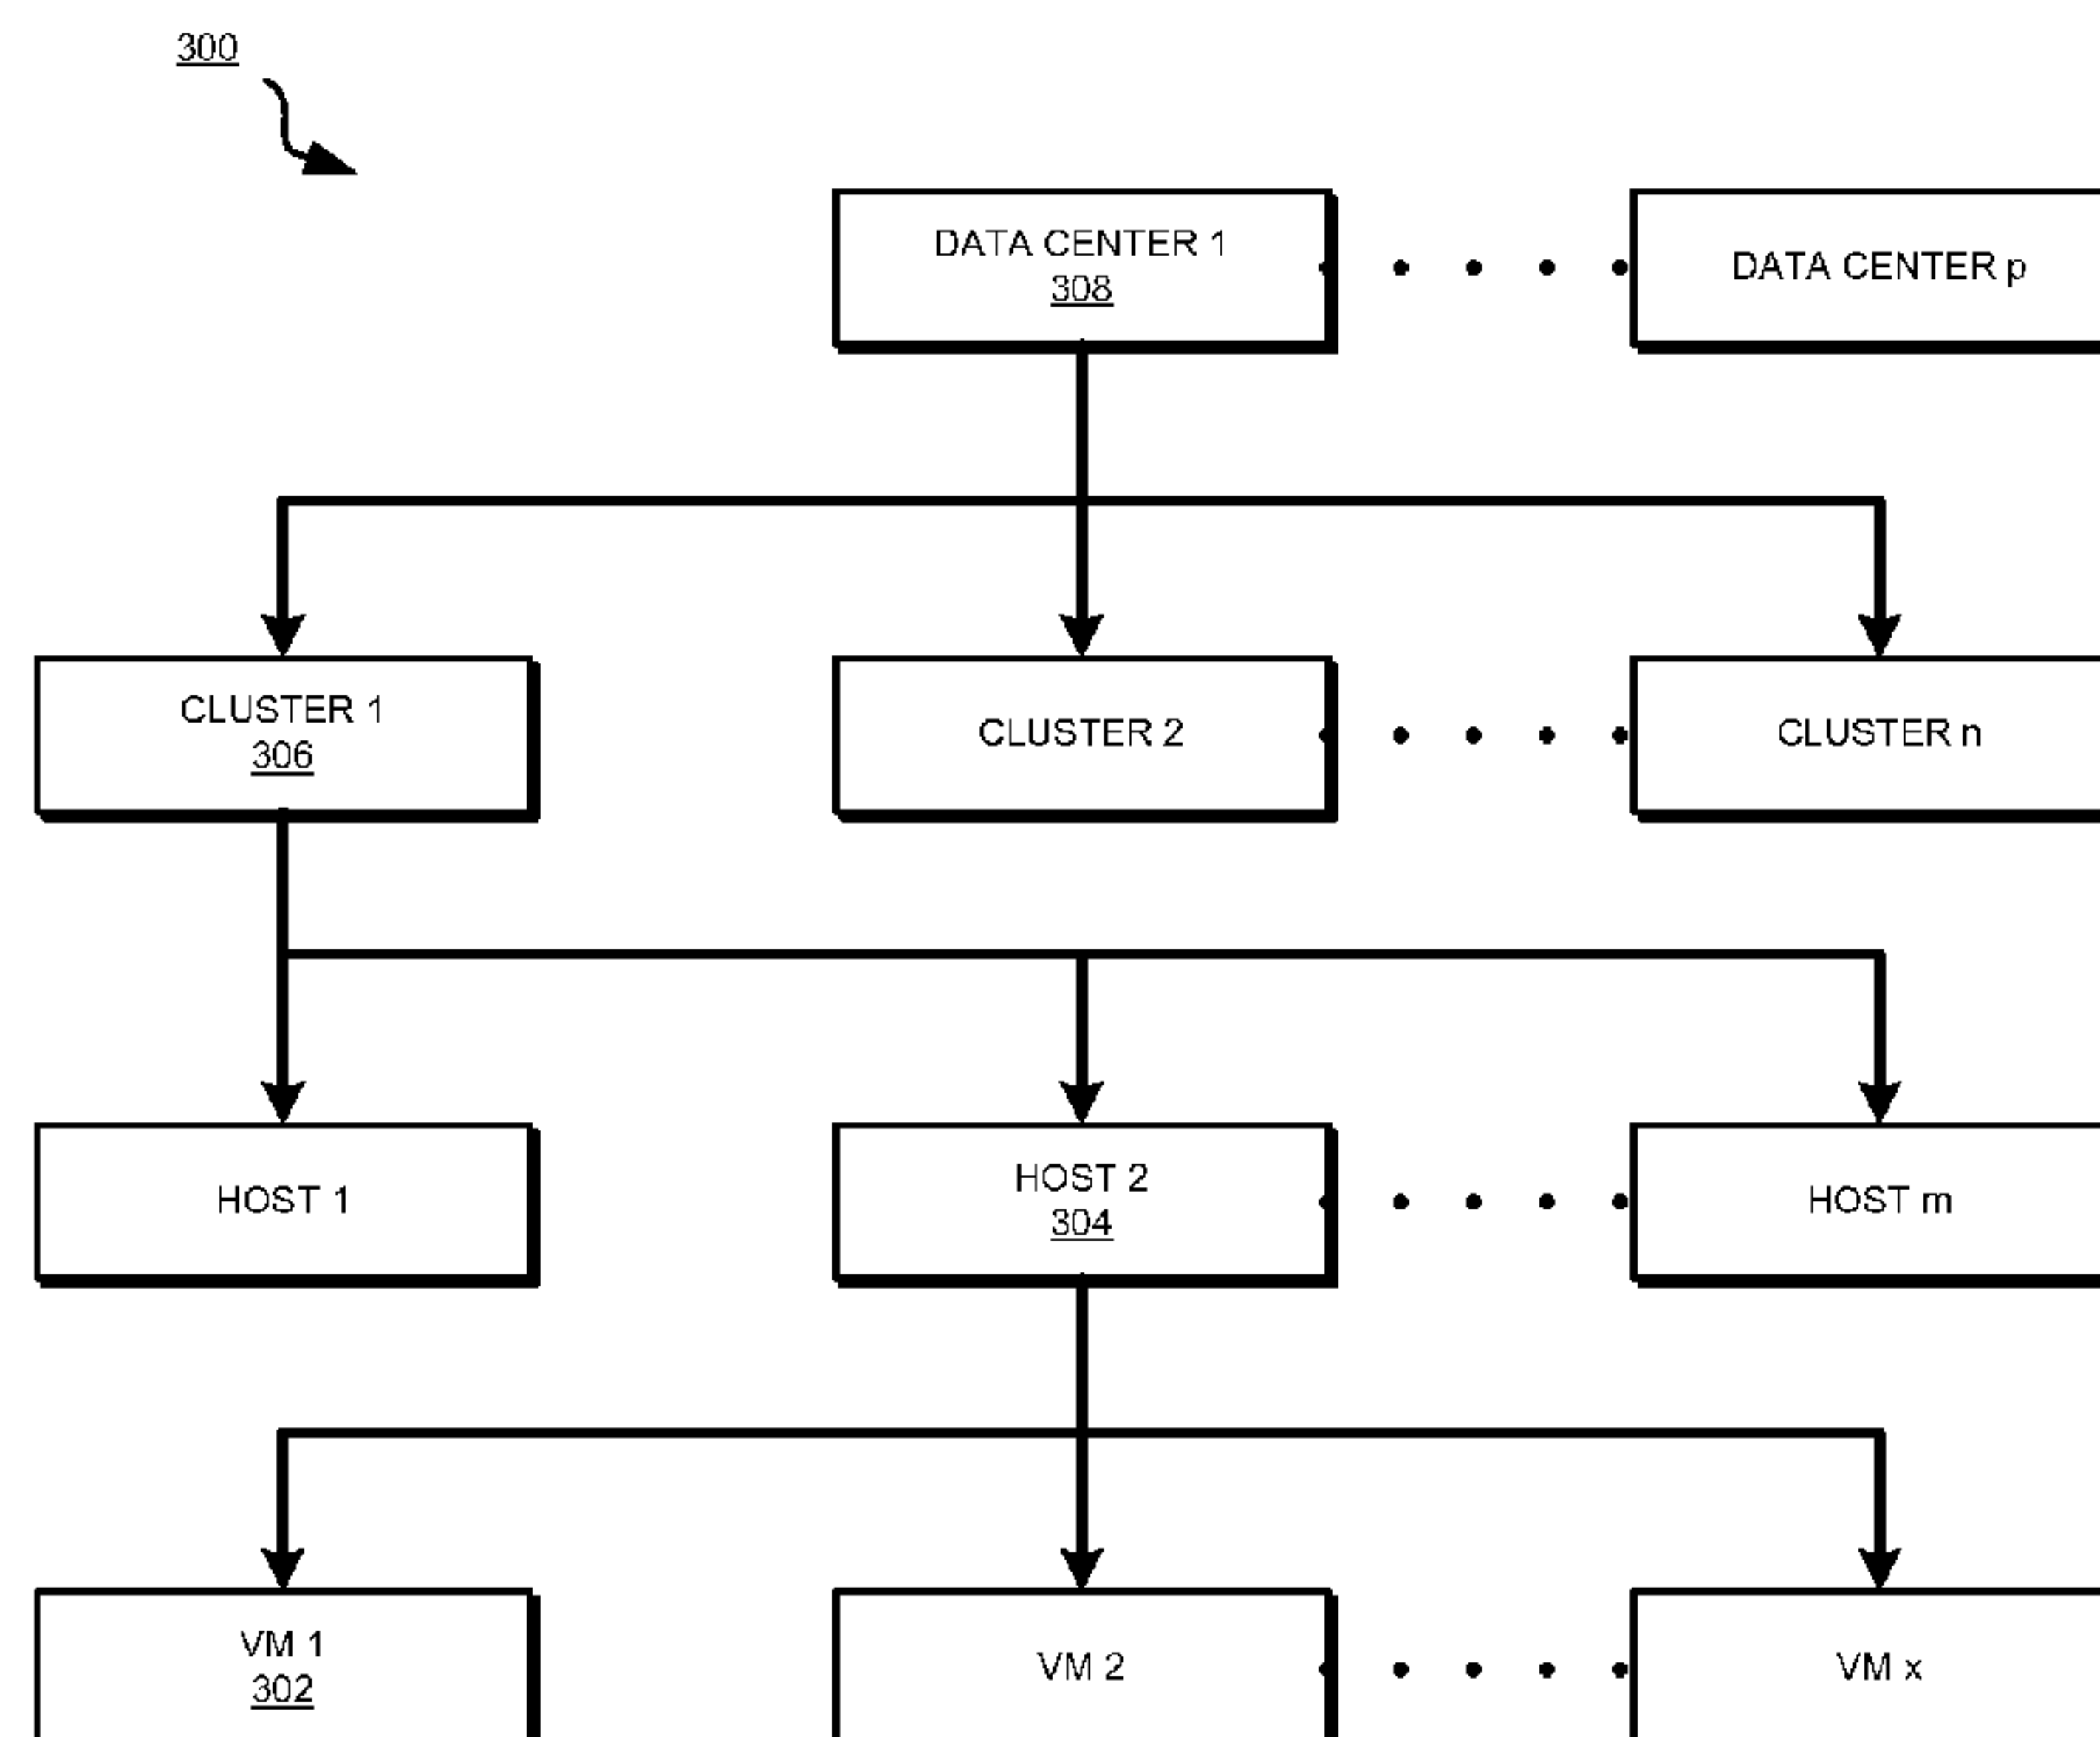 300
DATA CENTER 1
308
DATA CENTER p
CLUSTER 1
306
CLUSTER 2
CLUSTER n
HOST 1
HOST 2
304
HOST m
VM 1
302
VM 2
VM x